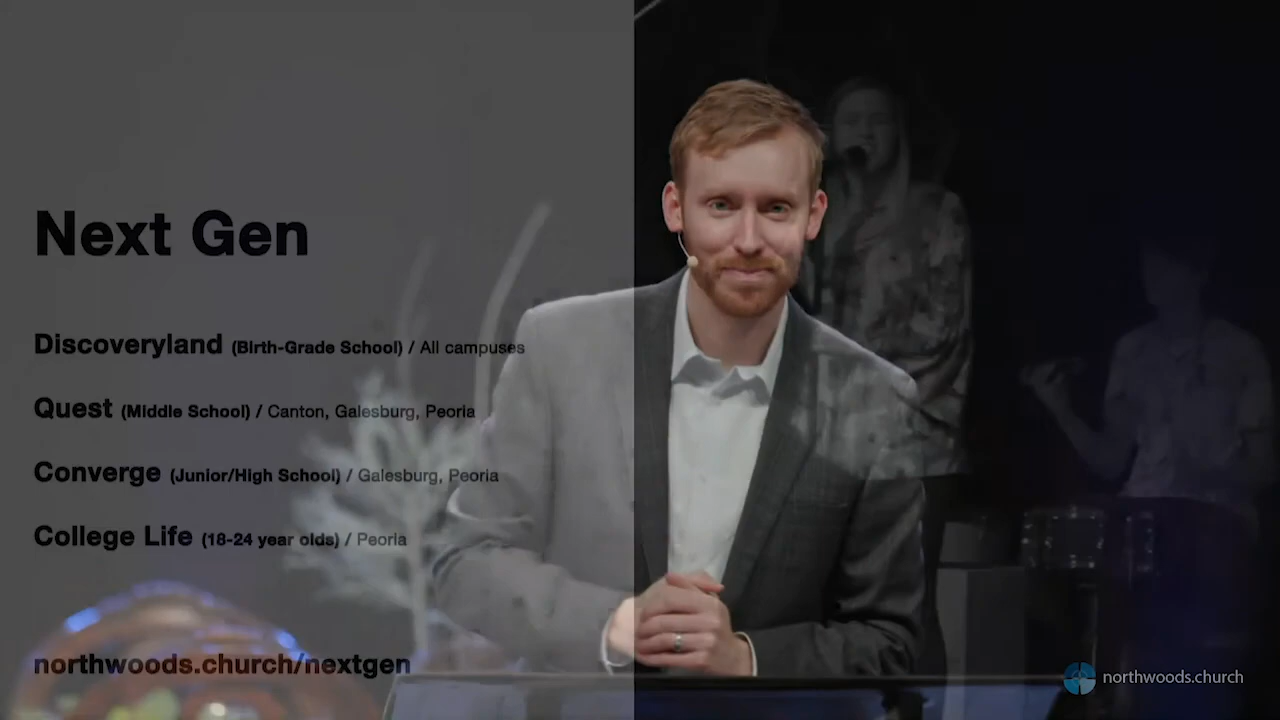 Next Gen
Discoveryland (Birth-Grade School) / All campuses
Quest (Middle School) / Canton, Galesburg, Peoria
Converge (Junior/High School) / Galesburg, Peoria
College Life (18-24 year olds) / Peoria
northwoods.church/nextgen
northwoods.church